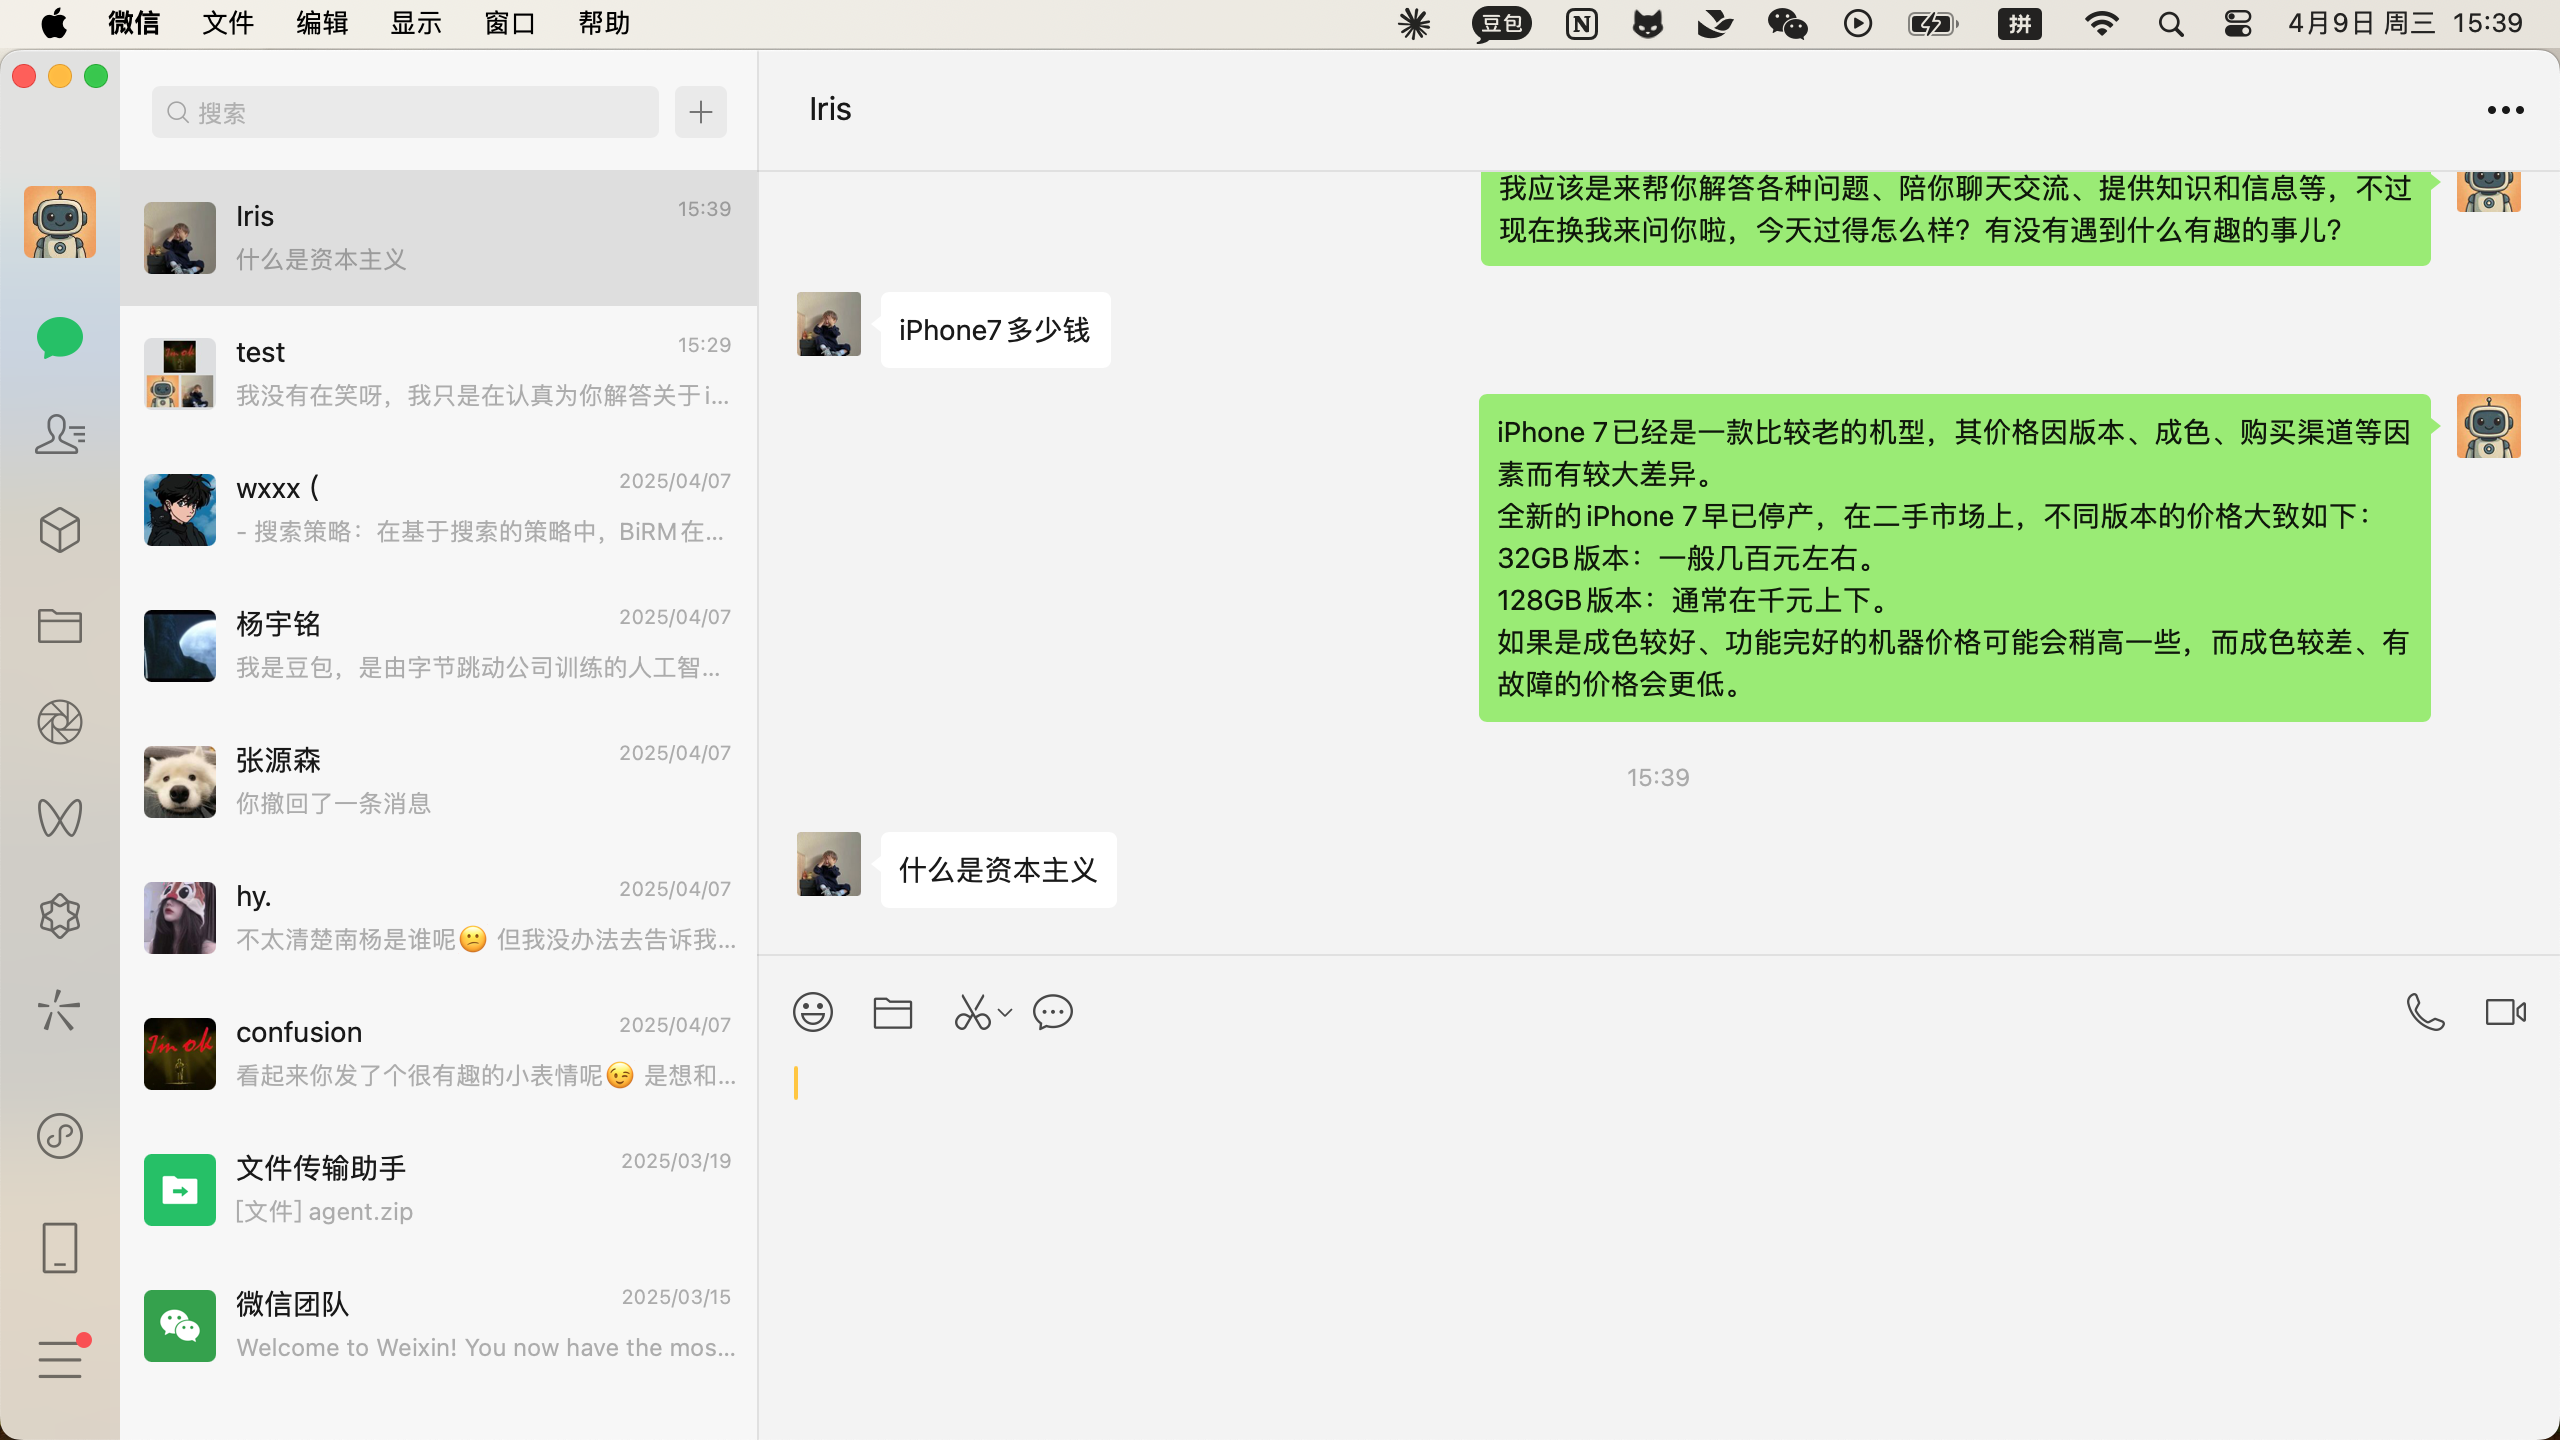 微信 文件 编辑 显示 窗口 帮助 豆包 N 拼 4月9日 周三 15:39
搜索
Iris 15:39
什么是资本主义
test 15:29
我没有在笑呀，我只是在认真为你解答关于i...
wxxx ( 2025/04/07
- 搜索策略：在基于搜索的策略中，BiRM在...
杨宇铭 2025/04/07
我是豆包，是由字节跳动公司训练的人工智...
张源森 2025/04/07
你撤回了一条消息
hy. 2025/04/07
不太清楚南杨是谁呢😕 但我没办法去告诉我...
I'm ok
confusion 2025/04/07
看起来你发了个很有趣的小表情呢😉 是想和...
文件传输助手 2025/03/19
[文件] agent.zip
微信团队 2025/03/15
Welcome to Weixin! You now have the mos...
Iris
我应该是来帮你解答各种问题、陪你聊天交流、提供知识和信息等，不过
现在换我来问你啦，今天过得怎么样？有没有遇到什么有趣的事儿？
iPhone7多少钱
iPhone 7已经是一款比较老的机型，其价格因版本、成色、购买渠道等因
素而有较大差异。
全新的iPhone 7早已停产，在二手市场上，不同版本的价格大致如下：
32GB版本：一般几百元左右。
128GB版本：通常在千元上下。
如果是成色较好、功能完好的机器价格可能会稍高一些，而成色较差、有
故障的价格会更低。
15:39
什么是资本主义